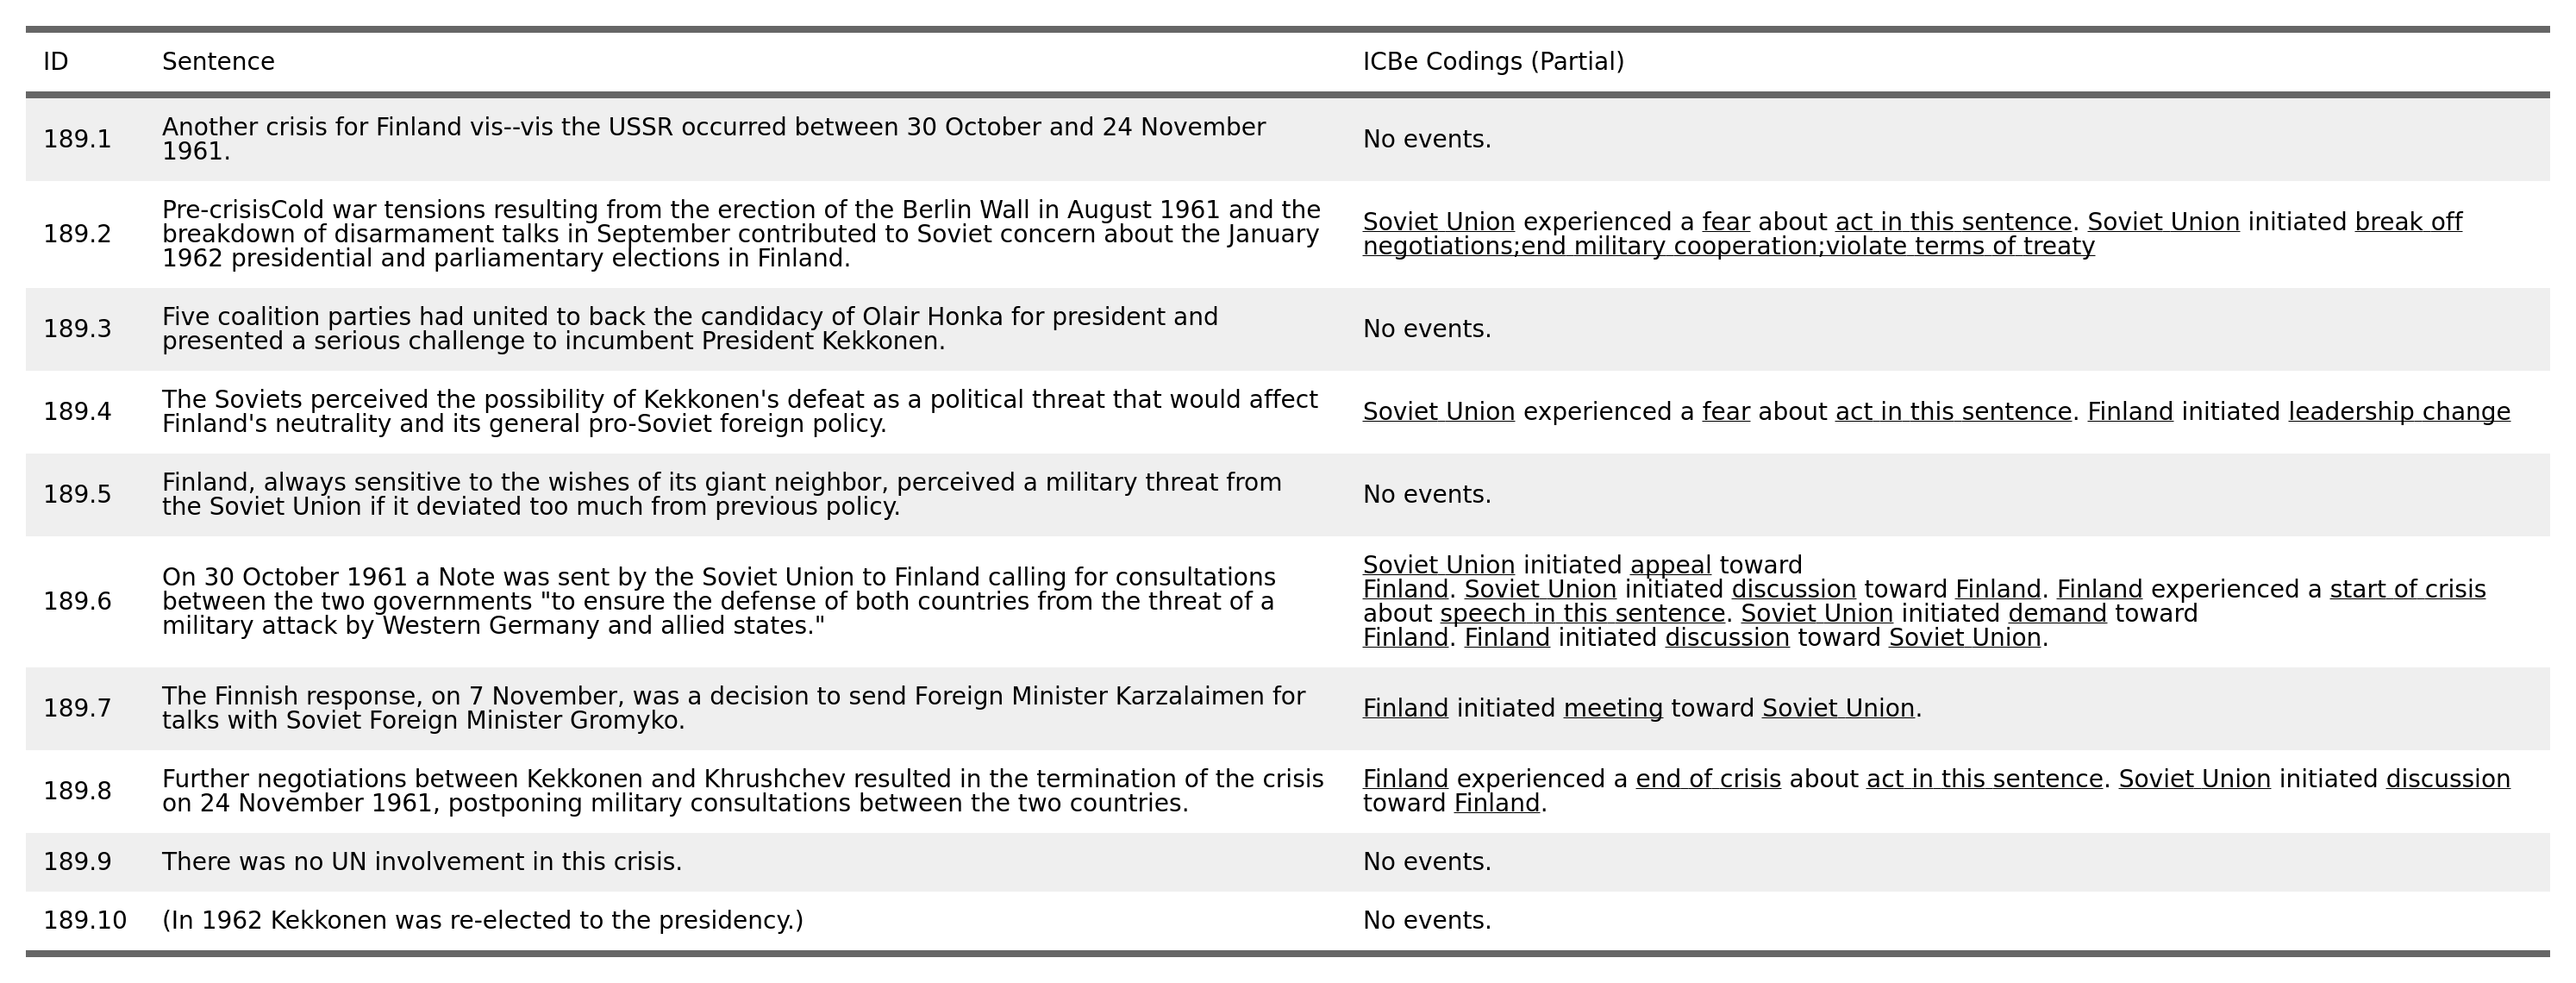 ID Sentence ICBe Codings (Partial)
189.1 Another crisis for Finland vis--vis the USSR occurred between 30 October and 24 November
1961. No events.
189.2 Pre-crisisCold war tensions resulting from the erection of the Berlin Wall in August 1961 and the
breakdown of disarmament talks in September contributed to Soviet concern about the January
1962 presidential and parliamentary elections in Finland.
Soviet Union experienced a fear about act in this sentence. Soviet Union initiated break off
negotiations;end military cooperation;violate terms of treaty
189.3 Five coalition parties had united to back the candidacy of Olair Honka for president and
presented a serious challenge to incumbent President Kekkonen. No events.
189.4 The Soviets perceived the possibility of Kekkonen's defeat as a political threat that would affect
Finland's neutrality and its general pro-Soviet foreign policy.
Soviet Union experienced a fear about act in this sentence. Finland initiated leadership change
189.5 Finland, always sensitive to the wishes of its giant neighbor, perceived a military threat from
the Soviet Union if it deviated too much from previous policy. No events.
189.6 On 30 October 1961 a Note was sent by the Soviet Union to Finland calling for consultations
between the two governments "to ensure the defense of both countries from the threat of a
military attack by Western Germany and allied states."
Soviet Union initiated appeal toward
Finland. Soviet Union initiated discussion toward Finland. Finland experienced a start of crisis
about speech in this sentence. Soviet Union initiated demand toward
Finland. Finland initiated discussion toward Soviet Union.
189.7 The Finnish response, on 7 November, was a decision to send Foreign Minister Karzalaimen for
talks with Soviet Foreign Minister Gromyko.
Finland initiated meeting toward Soviet Union.
189.8 Further negotiations between Kekkonen and Khrushchev resulted in the termination of the crisis
on 24 November 1961, postponing military consultations between the two countries.
Finland experienced a end of crisis about act in this sentence. Soviet Union initiated discussion
toward Finland.
189.9 There was no UN involvement in this crisis. No events.
189.10 (In 1962 Kekkonen was re-elected to the presidency.) No events.